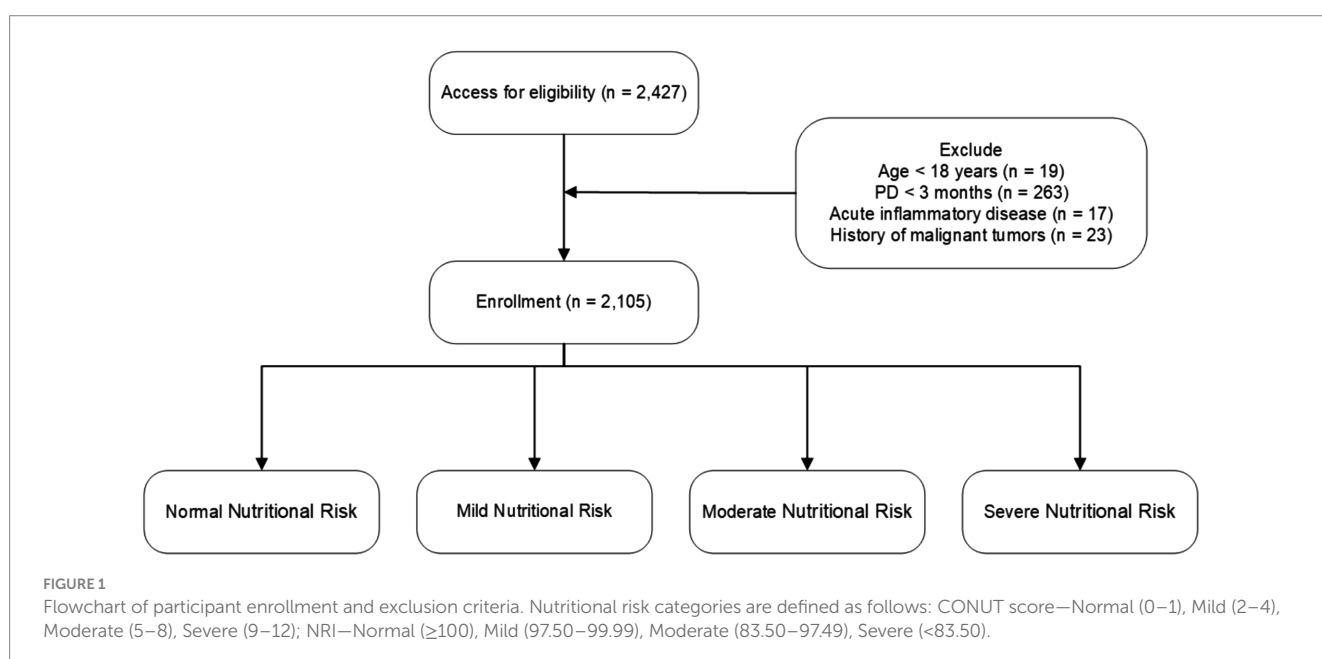 Access for eligibility (n = 2,427)
Exclude
Age < 18 years (n = 19)
PD < 3 months (n = 263)
Acute inflammatory disease (n = 17)
History of malignant tumors (n = 23)
Enrollment (n = 2,105)
Normal Nutritional Risk
Mild Nutritional Risk
Moderate Nutritional Risk
Severe Nutritional Risk
FIGURE 1
Flowchart of participant enrollment and exclusion criteria. Nutritional risk categories are defined as follows: CONUT score—Normal (0–1), Mild (2–4),
Moderate (5–8), Severe (9–12); NRI—Normal (≥100), Mild (97.50–99.99), Moderate (83.50–97.49), Severe (<83.50).